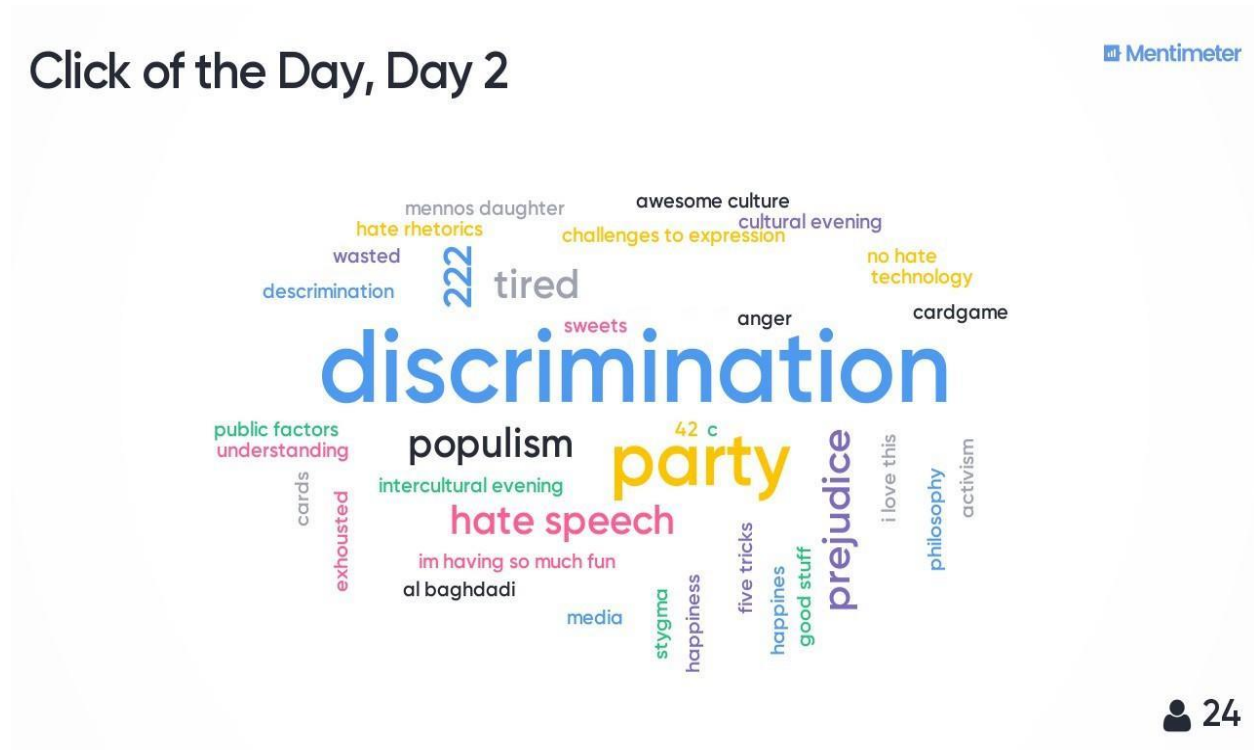 Click of the Day, Day 2
Mentimeter
mennos daughter
awesome culture
hate rhetorics
cultural evening
challenges to expression
wasted
222
tired
no hate
technology
descrimination
sweets
anger
cardgame
discrimination
public factors
understanding
populism
42
c
party
prejudice
i love this
activism
cards
exhousted
intercultural evening
hate speech
philosophy
im having so much fun
al baghdadi
five tricks
good stuff
happines
media
stygma
happiness
24